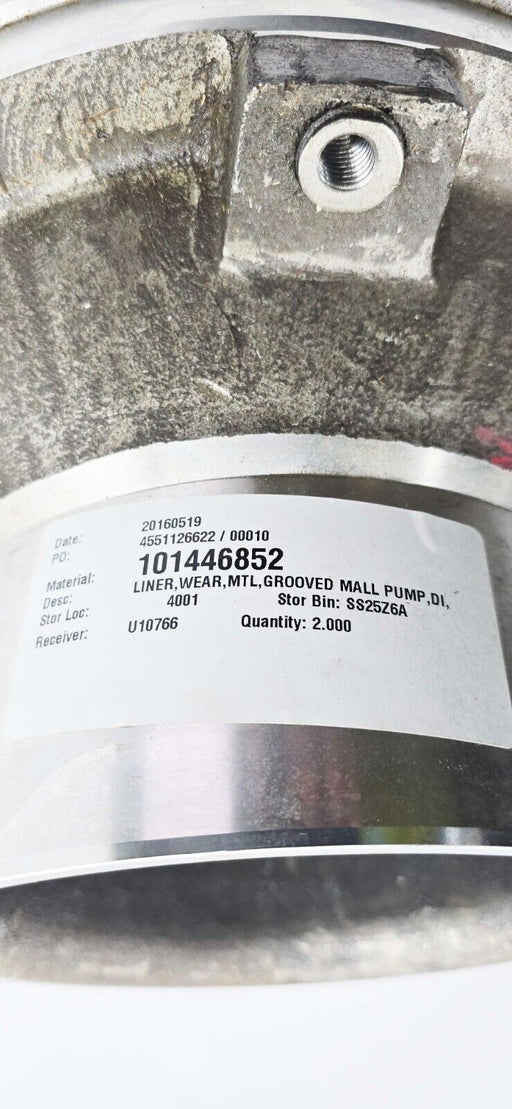 Date: 20160519
PO: 4551126622 / 00010
Material: 101446852
Desc: LINER,WEAR,MTL,GROOVED MALL PUMP,DI,
Stor Loc: 4001 Stor Bin: SS25Z6A
Receiver: U10766 Quantity: 2.000